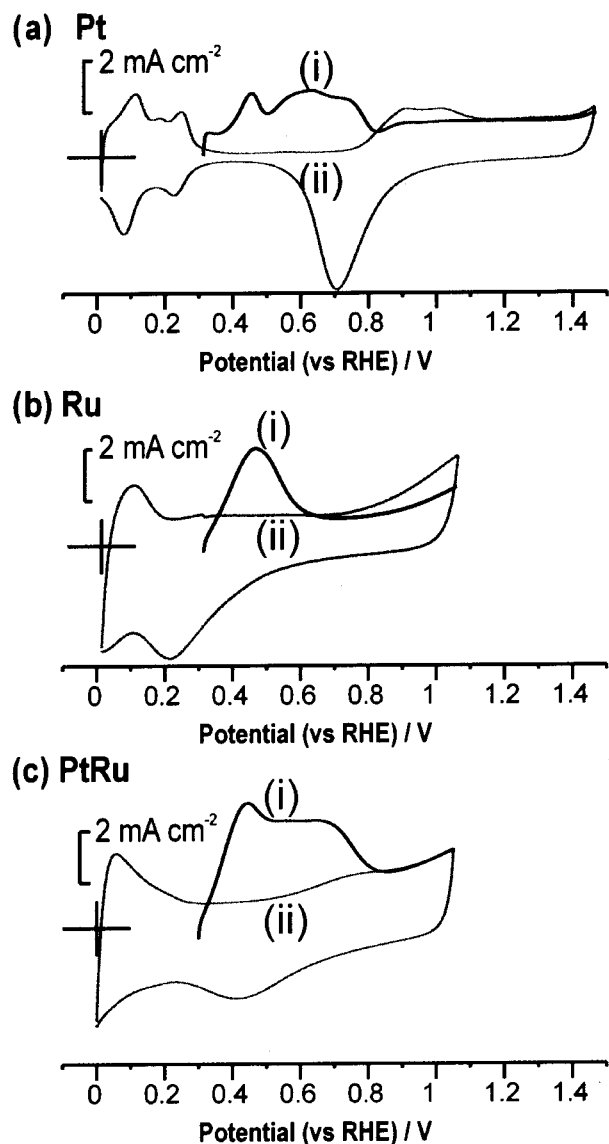 (a) Pt
2 mA cm⁻²
(i)
(ii)
0 0.2 0.4 0.6 0.8 1 1.2 1.4
Potential (vs RHE) / V
(b) Ru
2 mA cm⁻²
(i)
(ii)
0 0.2 0.4 0.6 0.8 1 1.2 1.4
Potential (vs RHE) / V
(c) PtRu
2 mA cm⁻²
(i)
(ii)
0 0.2 0.4 0.6 0.8 1 1.2 1.4
Potential (vs RHE) / V